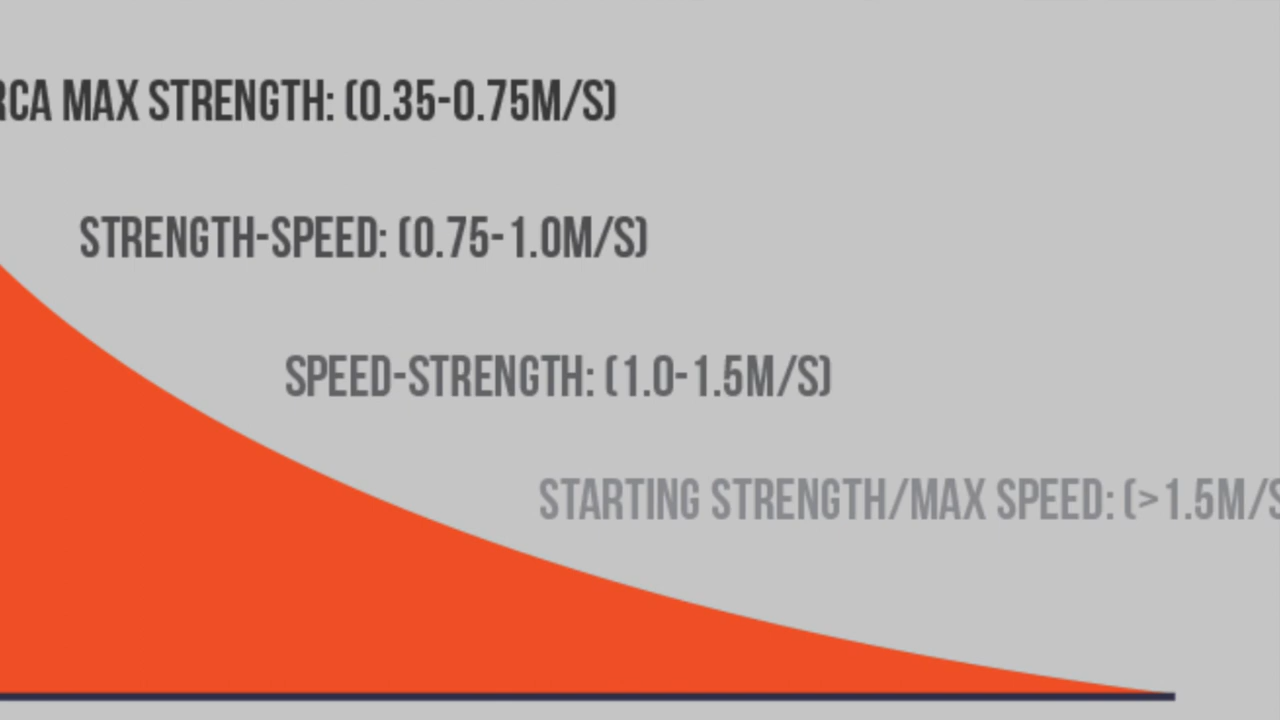 RCA MAX STRENGTH: (0.35-0.75M/S)
STRENGTH-SPEED: (0.75-1.0M/S)
SPEED-STRENGTH: (1.0-1.5M/S)
STARTING STRENGTH/MAX SPEED: (>1.5M/S